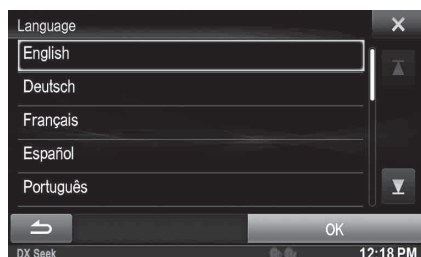 Language
English
Deutsch
Français
Español
Português
OK
DX Seek
12:18 PM